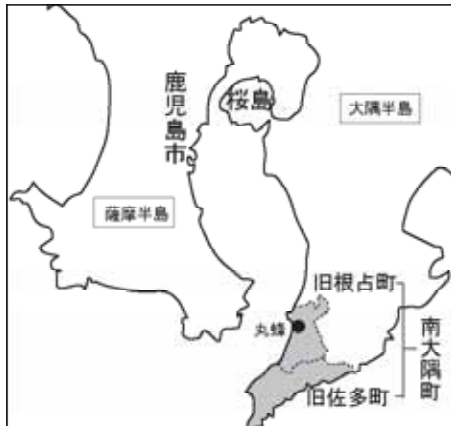 鹿児島市
桜島
大隅半島
薩摩半島
旧根占町
丸峰
南大隅町
旧佐多町